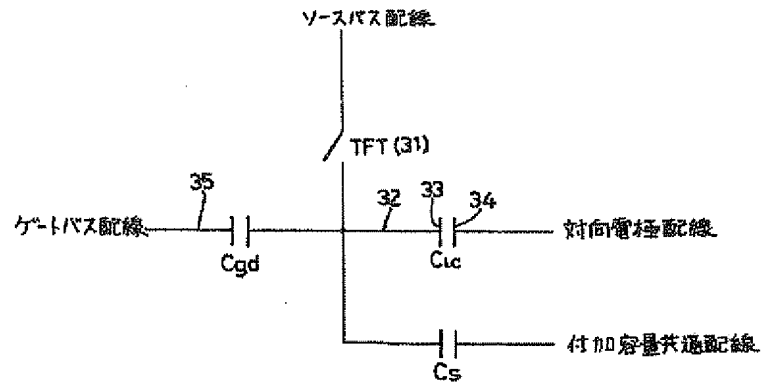 ソースバス配線
TFT (31)
35
32
33
34
ゲートバス配線
対向電極配線
Cgd
CLC
付加容量共通配線
Cs